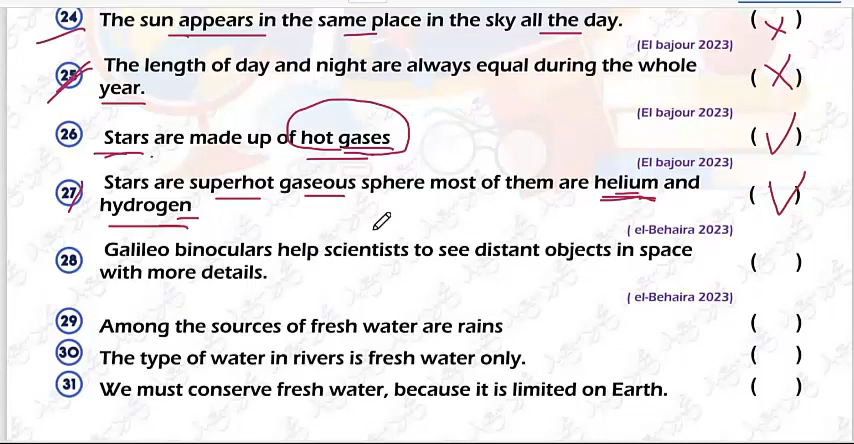 24 The sun appears in the same place in the sky all the day. ( X )
(El bajour 2023)
25 The length of day and night are always equal during the whole ( X )
year.
(El bajour 2023)
26 Stars are made up of hot gases ( ✓ )
(El bajour 2023)
27 Stars are superhot gaseous sphere most of them are helium and ( ✓ )
hydrogen
( el-Behaira 2023)
28 Galileo binoculars help scientists to see distant objects in space ( )
with more details.
( el-Behaira 2023)
29 Among the sources of fresh water are rains ( )
30 The type of water in rivers is fresh water only. ( )
31 We must conserve fresh water, because it is limited on Earth. ( )